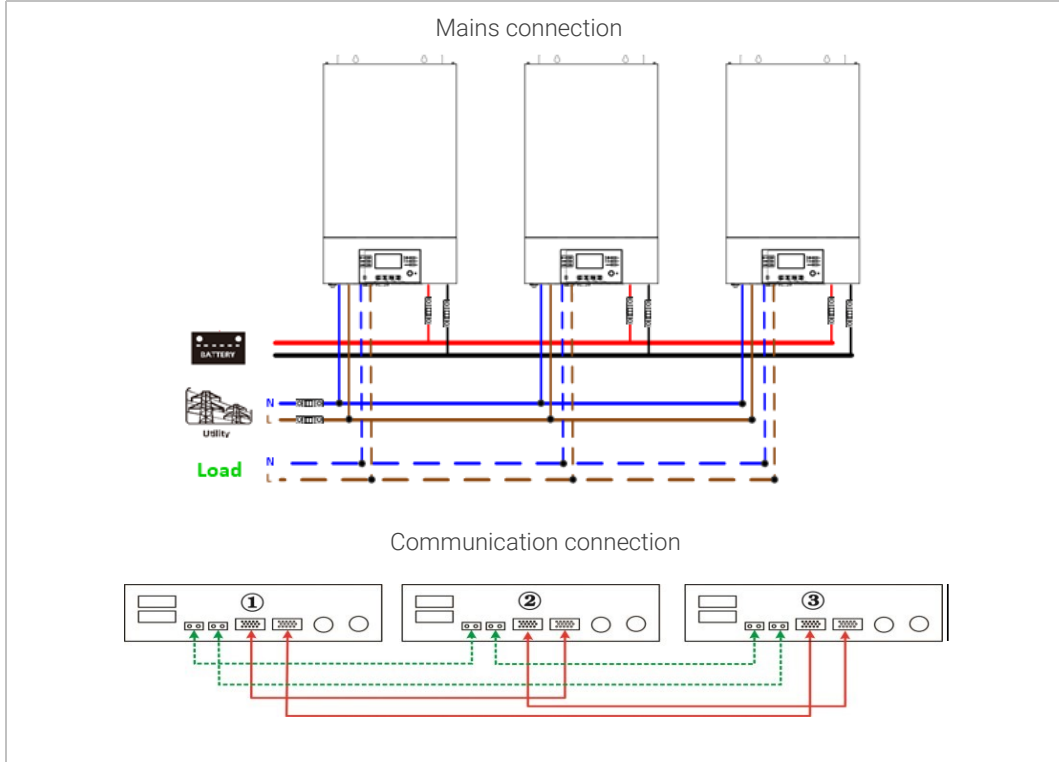 Mains connection
BATTERY
N
L
Utility
N
L
Load
Communication connection
①
②
③